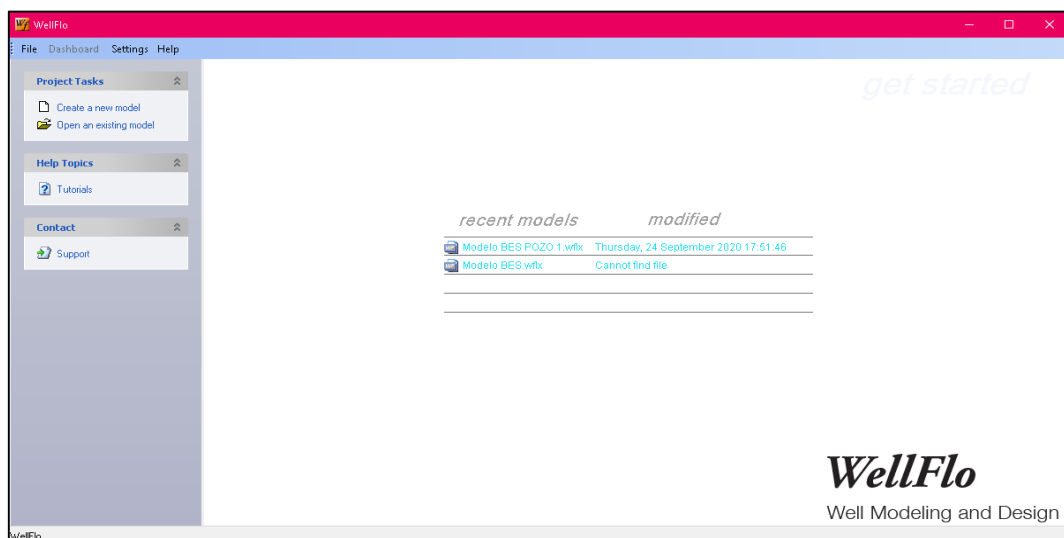 WellFlo
File Dashboard Settings Help
Project Tasks
Create a new model
Open an existing model
Help Topics
Tutorials
Contact
Support
get started
recent models modified
Modelo BES POZO 1.wflx Thursday, 24 September 2020 17:51:46
Modelo BES.wflx Cannot find file
WellFlo
Well Modeling and Design
WellFlo